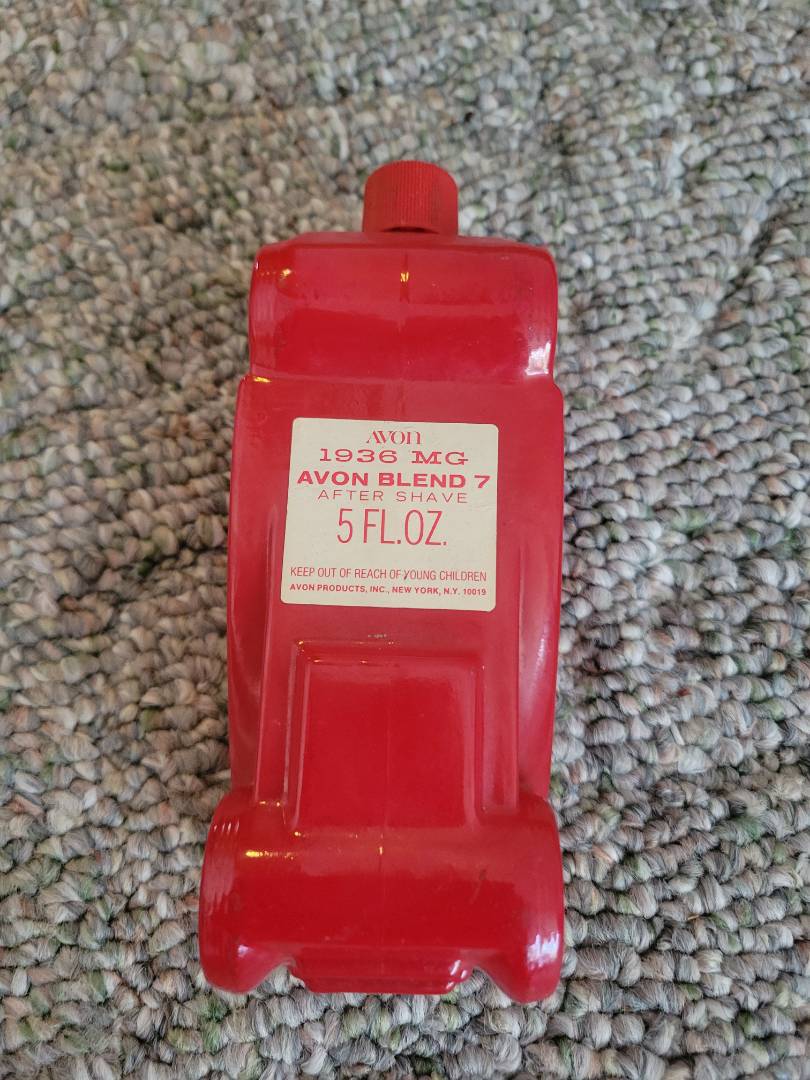 AVON
1936 MG
AVON BLEND 7
AFTER SHAVE
5 FL.OZ.
KEEP OUT OF REACH OF YOUNG CHILDREN
AVON PRODUCTS, INC., NEW YORK, N.Y. 10019